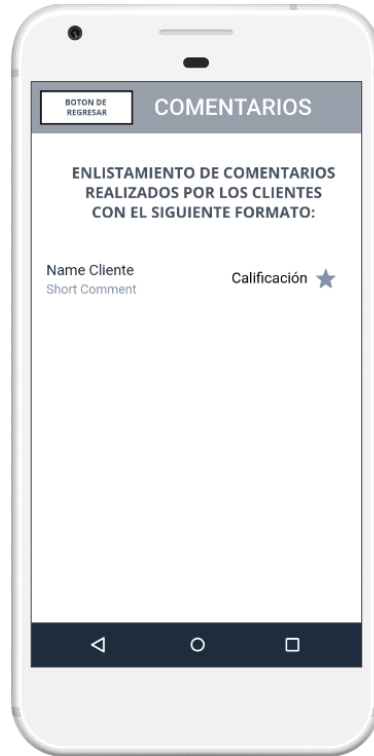 BOTON DE
REGRESAR
COMENTARIOS
ENLISTAMIENTO DE COMENTARIOS
REALIZADOS POR LOS CLIENTES
CON EL SIGUIENTE FORMATO:
Name Cliente
Short Comment
Calificación